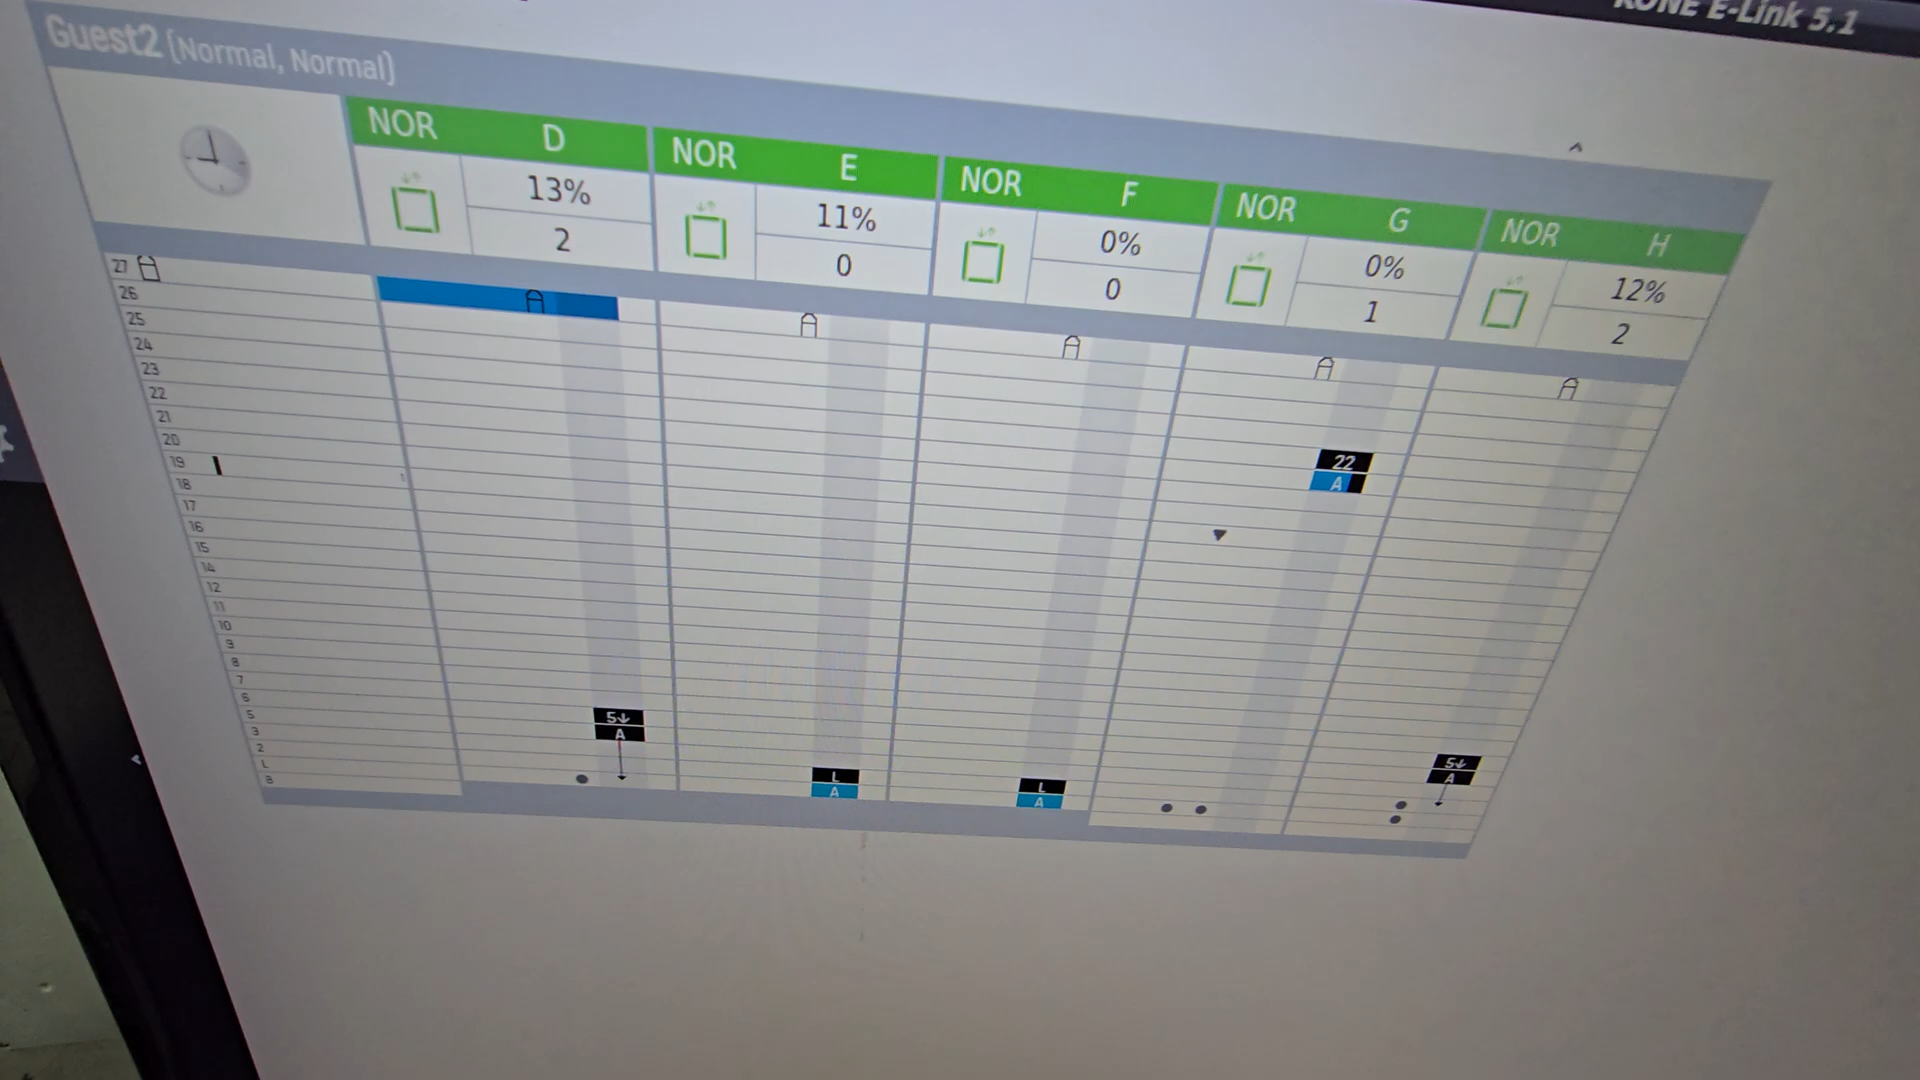 KONE E-Link 5.1
Guest2 (Normal, Normal)
NOR D NOR E NOR F NOR G NOR H
13% 11% 0% 0% 12%
2 0 0 1 2
27
26
25
24
23
22
21
20
19
18
17
16
15
14
12
11
10
9
8
7
6
5
3
2
L
B
A A A A A
22
A
5↓
A
L
A
L
A
5↓
A